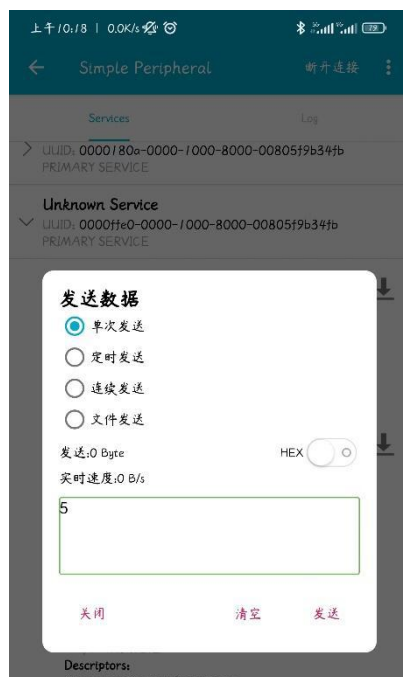 上午10:18 | 0.0K/s
29
Simple Peripheral 断开连接
Services Log
UUID: 0000180a-0000-1000-8000-00805f9b34fb
PRIMARY SERVICE
Unknown Service
UUID: 0000ffe0-0000-1000-8000-00805f9b34fb
PRIMARY SERVICE
发送数据
单次发送
定时发送
连续发送
文件发送
发送:0 Byte HEX
实时速度:0 B/s
5
关闭 清空 发送
Descriptors: